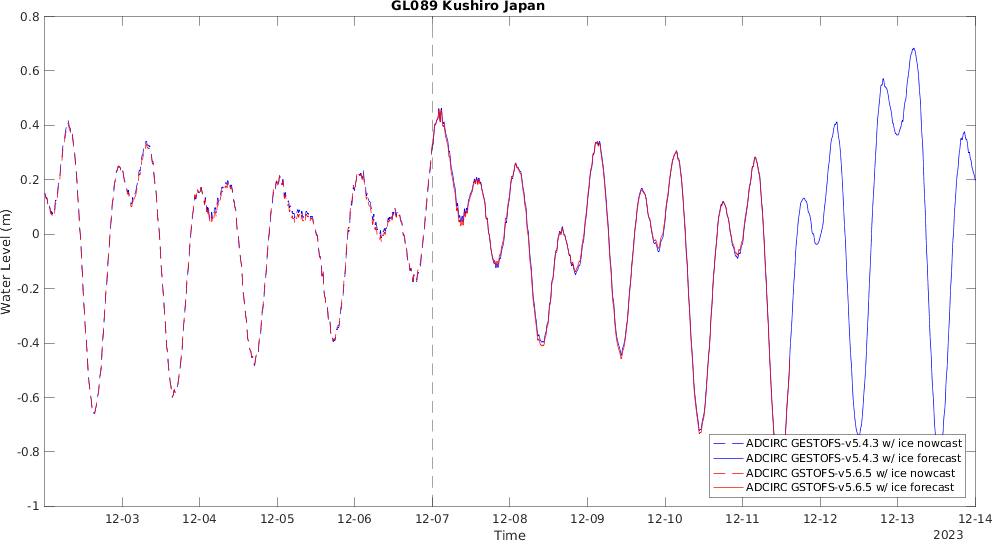 GL089 Kushiro Japan
0.8
0.6
0.4
0.2
0
-0.2
-0.4
-0.6
-0.8
-1
Water Level (m)
ADCIRC GESTOFS-v5.4.3 w/ ice nowcast
ADCIRC GESTOFS-v5.4.3 w/ ice forecast
ADCIRC GSTOFS-v5.6.5 w/ ice nowcast
ADCIRC GSTOFS-v5.6.5 w/ ice forecast
12-03 12-04 12-05 12-06 12-07 12-08 12-09 12-10 12-11 12-12 12-13 12-14
Time
2023